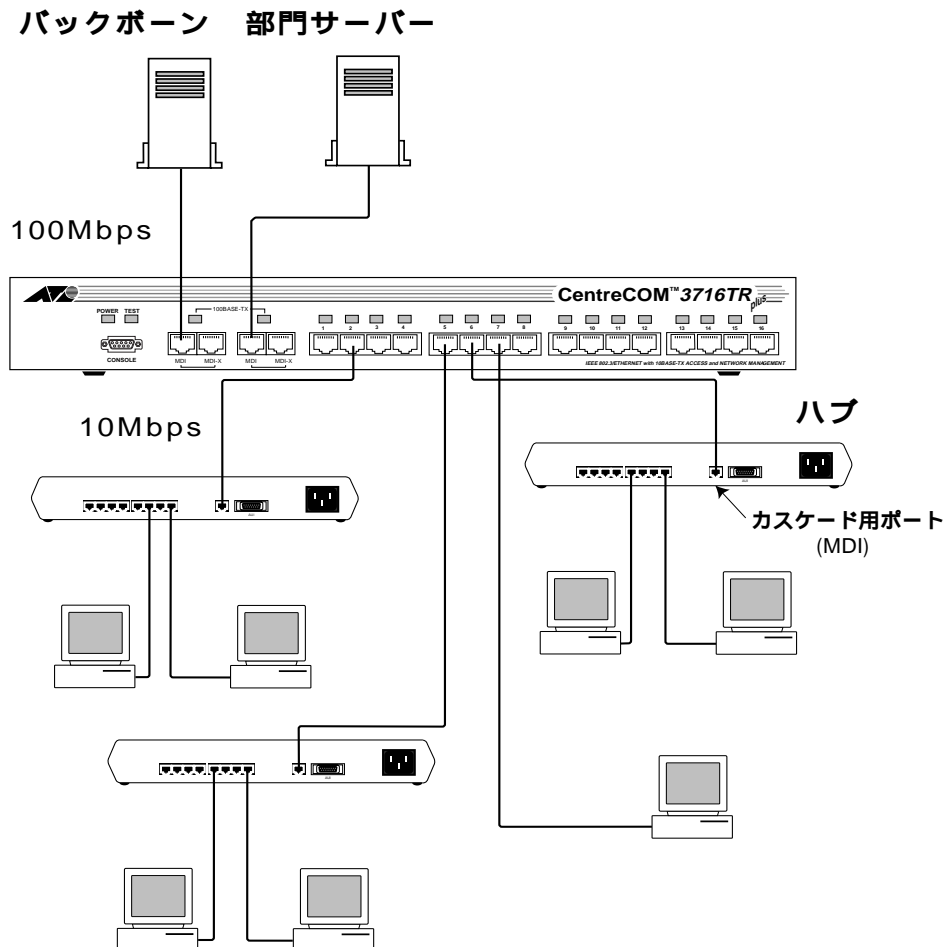 バックボーン 部門サーバー
100Mbps
CentreCOM™ 3716TR plus
POWER TEST
100BASE-TX
1 2 3 4 5 6 7 8 9 10 11 12 13 14 15 16
CONSOLE
MDI MDI-X MDI MDI-X
IEEE 802.3/ETHERNET with 10BASE-TX ACCESS and NETWORK MANAGEMENT
10Mbps
ハブ
カスケード用ポート
(MDI)